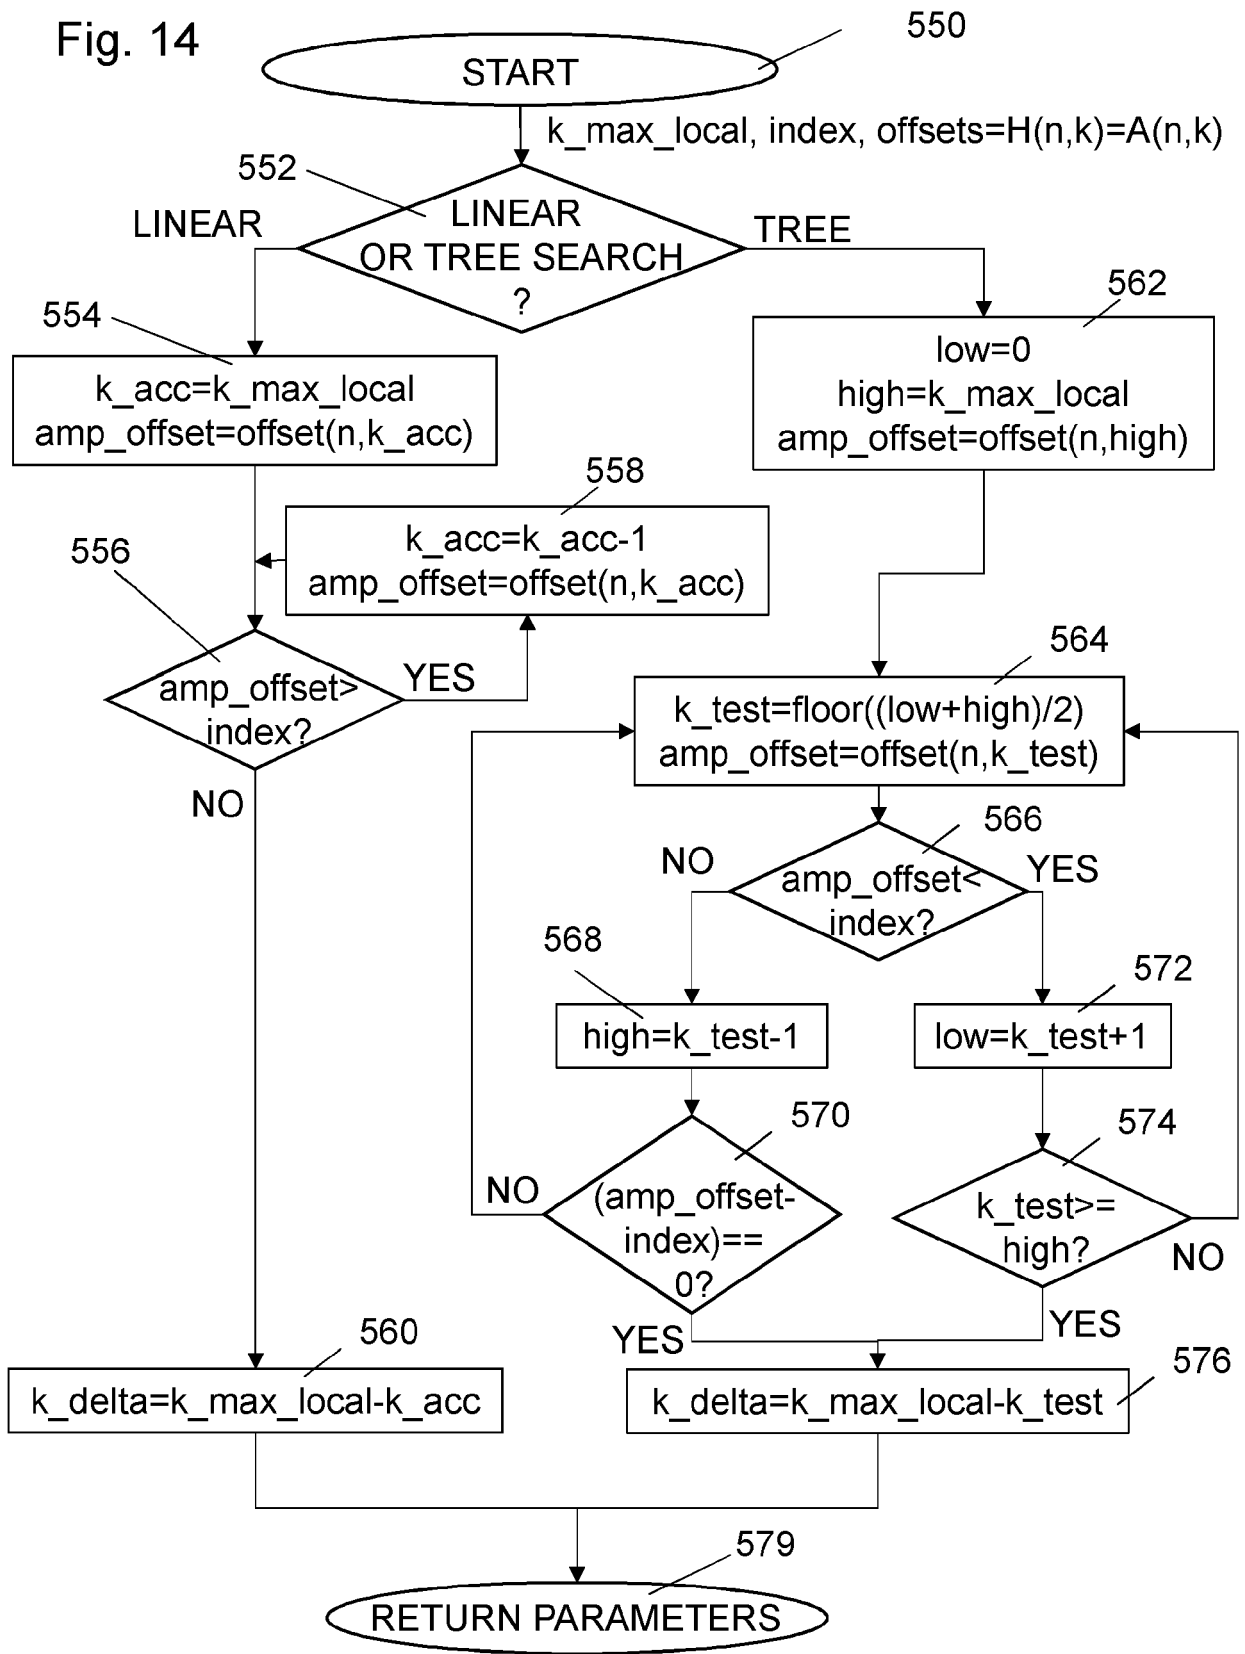 Fig. 14
550
START
k_max_local, index, offsets=H(n,k)=A(n,k)
552
LINEAR
LINEAR
OR TREE SEARCH
?
TREE
554
k_acc=k_max_local
amp_offset=offset(n,k_acc)
562
low=0
high=k_max_local
amp_offset=offset(n,high)
558
k_acc=k_acc-1
amp_offset=offset(n,k_acc)
556
amp_offset>
index?
YES
NO
564
k_test=floor((low+high)/2)
amp_offset=offset(n,k_test)
566
NO
amp_offset<
index?
YES
568
high=k_test-1
572
low=k_test+1
570
NO
(amp_offset-
index)==
0?
YES
574
k_test>=
high?
NO
YES
560
k_delta=k_max_local-k_acc
576
k_delta=k_max_local-k_test
579
RETURN PARAMETERS